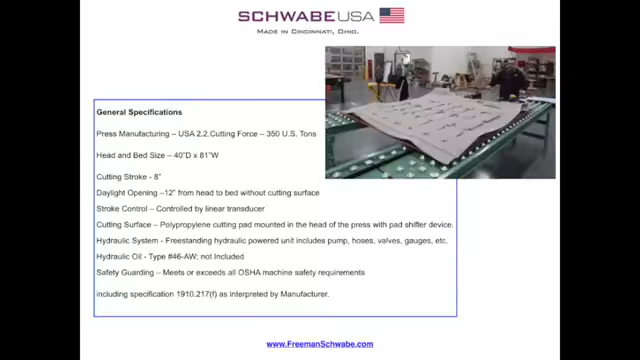 SCHWABE USA
MADE IN CINCINNATI, OHIO.
General Specifications
Press Manufacturing – USA 2.2.Cutting Force – 350 U.S. Tons
Head and Bed Size – 40"D x 81"W
Cutting Stroke - 8"
Daylight Opening –12" from head to bed without cutting surface
Stroke Control – Controlled by linear transducer
Cutting Surface – Polypropylene cutting pad mounted in the head of the press with pad shifter device.
Hydraulic System - Freestanding hydraulic powered unit includes pump, hoses, valves, gauges, etc.
Hydraulic Oil - Type #46-AW; not Included
Safety Guarding – Meets or exceeds all OSHA machine safety requirements
including specification 1910.217(f) as interpreted by Manufacturer.
www.FreemanSchwabe.com